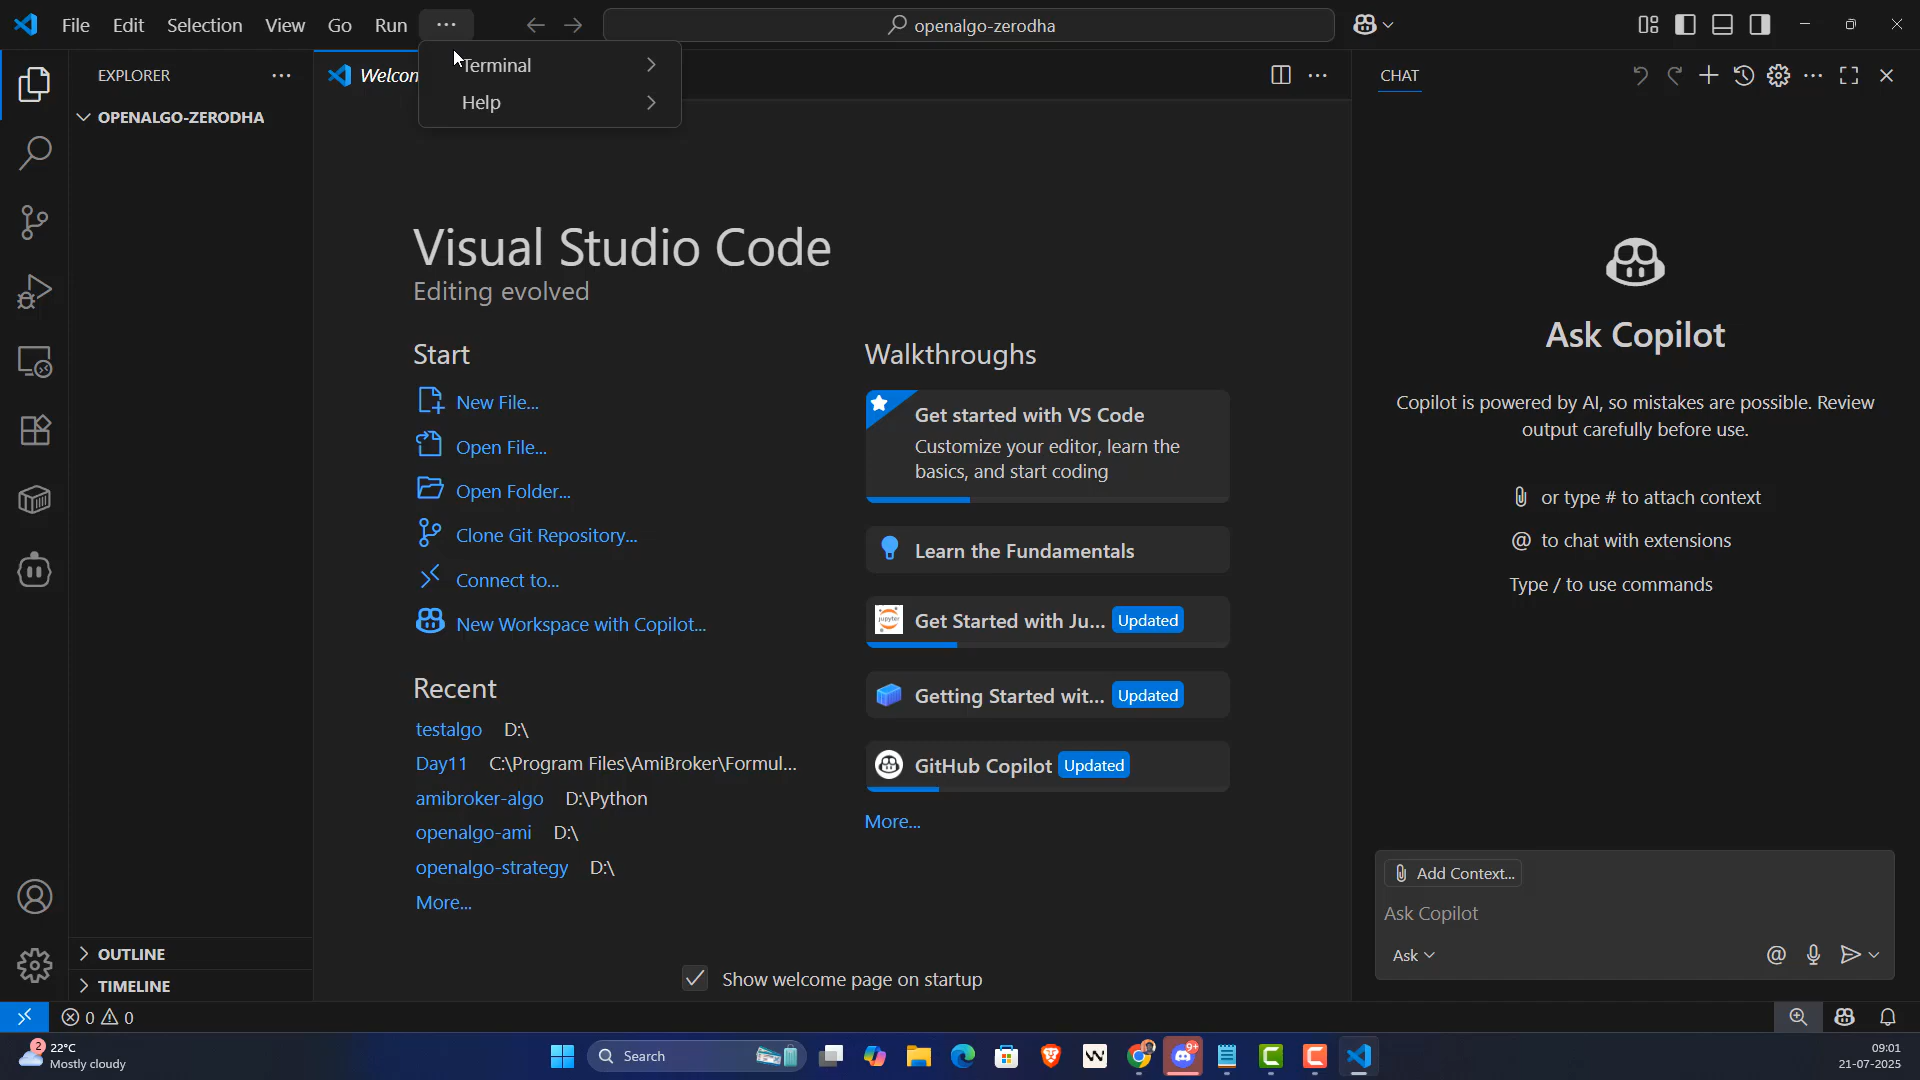 File Edit Selection View Go Run ...
openalgo-zerodha
Terminal
Help
EXPLORER
OPENALGO-ZERODHA
Welcom
CHAT
Visual Studio Code
Editing evolved
Start
New File...
Open File...
Open Folder...
Clone Git Repository...
Connect to...
New Workspace with Copilot...
Recent
testalgo D:\
Day11 C:\Program Files\AmiBroker\Formul...
amibroker-algo D:\Python
openalgo-ami D:\
openalgo-strategy D:\
More...
Walkthroughs
Get started with VS Code
Customize your editor, learn the
basics, and start coding
Learn the Fundamentals
Get Started with Ju... Updated
Getting Started wit... Updated
GitHub Copilot Updated
More...
Show welcome page on startup
Ask Copilot
Copilot is powered by AI, so mistakes are possible. Review
output carefully before use.
or type # to attach context
@ to chat with extensions
Type / to use commands
Add Context...
Ask Copilot
Ask
OUTLINE
TIMELINE
0 0
2
22°C
Mostly cloudy
Search
9+
09:01
21-07-2025